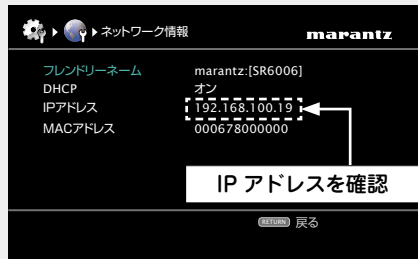 ▶ ▶ ネットワーク情報 marantz
フレンドリーネーム marantz:[SR6006]
DHCP オン
IPアドレス 192.168.100.19
MACアドレス 000678000000
IP アドレスを確認
RETURN 戻る